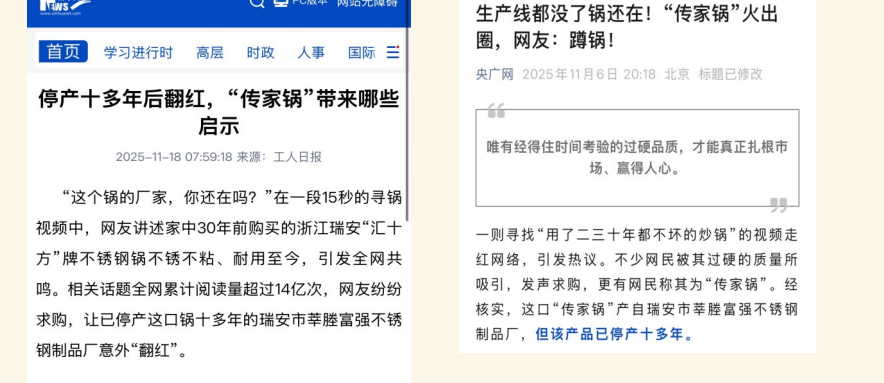 NEWS
www.xinhuanet.com
PC版本 网站无障碍
首页 学习进行时 高层 时政 人事 国际
停产十多年后翻红，“传家锅”带来哪些
启示
2025-11-18 07:59:18 来源：工人日报
“这个锅的厂家，你还在吗？”在一段15秒的寻锅
视频中，网友讲述家中30年前购买的浙江瑞安“汇十
方”牌不锈钢锅不锈不粘、耐用至今，引发全网共
鸣。相关话题全网累计阅读量超过14亿次，网友纷纷
求购，让已停产这口锅十多年的瑞安市莘塍富强不锈
钢制品厂意外“翻红”。
生产线都没了锅还在！“传家锅”火出
圈，网友：蹲锅！
央广网 2025年11月6日 20:18 北京 标题已修改
唯有经得住时间考验的过硬品质，才能真正扎根市
场、赢得人心。
一则寻找“用了二三十年都不坏的炒锅”的视频走
红网络，引发热议。不少网民被其过硬的质量所
吸引，发声求购，更有网民称其为“传家锅”。经
核实，这口“传家锅”产自瑞安市莘塍富强不锈钢
制品厂，但该产品已停产十多年。